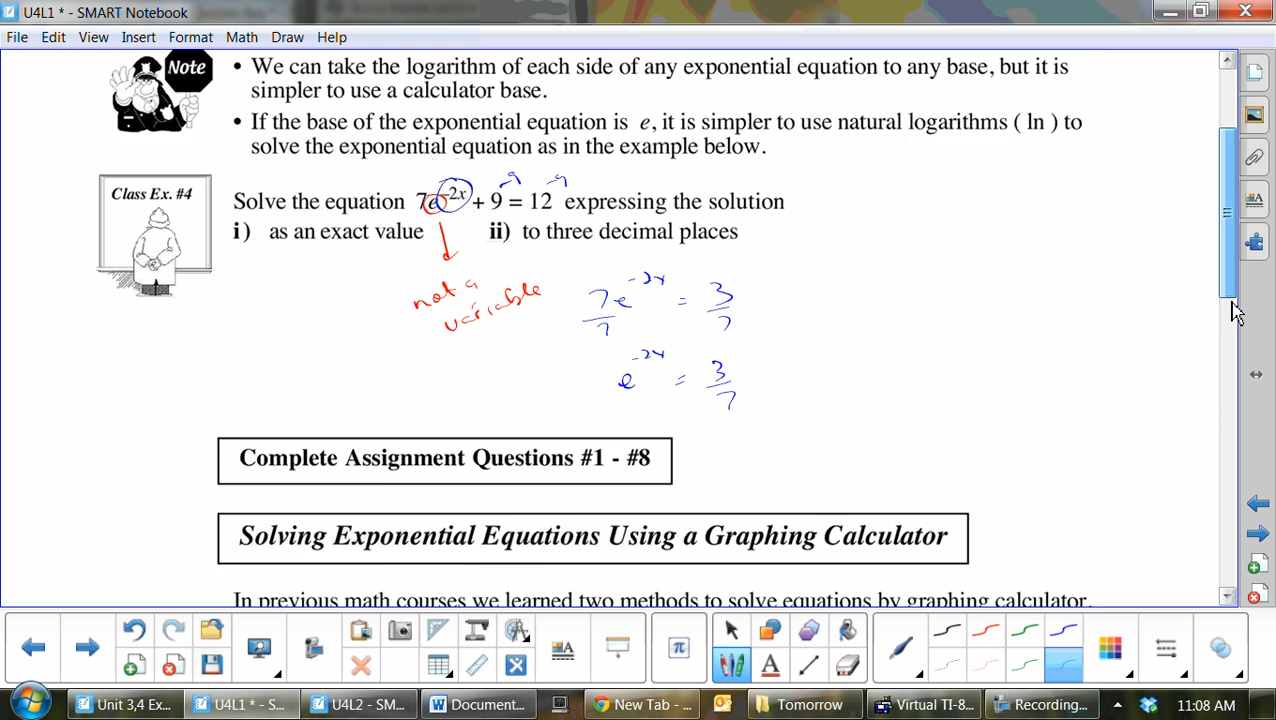 U4L1 * - SMART Notebook
File Edit View Insert Format Math Draw Help
Note
• We can take the logarithm of each side of any exponential equation to any base, but it is
simpler to use a calculator base.
• If the base of the exponential equation is e, it is simpler to use natural logarithms ( ln ) to
solve the exponential equation as in the example below.
-9 -9
Class Ex. #4
Solve the equation 7e^-2x + 9 = 12 expressing the solution
i) as an exact value ii) to three decimal places
not a
variable
7e^-2x / 7 = 3/7
e^-2x = 3/7
Complete Assignment Questions #1 - #8
Solving Exponential Equations Using a Graphing Calculator
In previous math courses we learned two methods to solve equations by graphing calculator.
π
A
Unit 3,4 Ex... U4L1 * - S... U4L2 - SM... Document... New Tab - ... Tomorrow Virtual TI-8... Recording... 11:08 AM